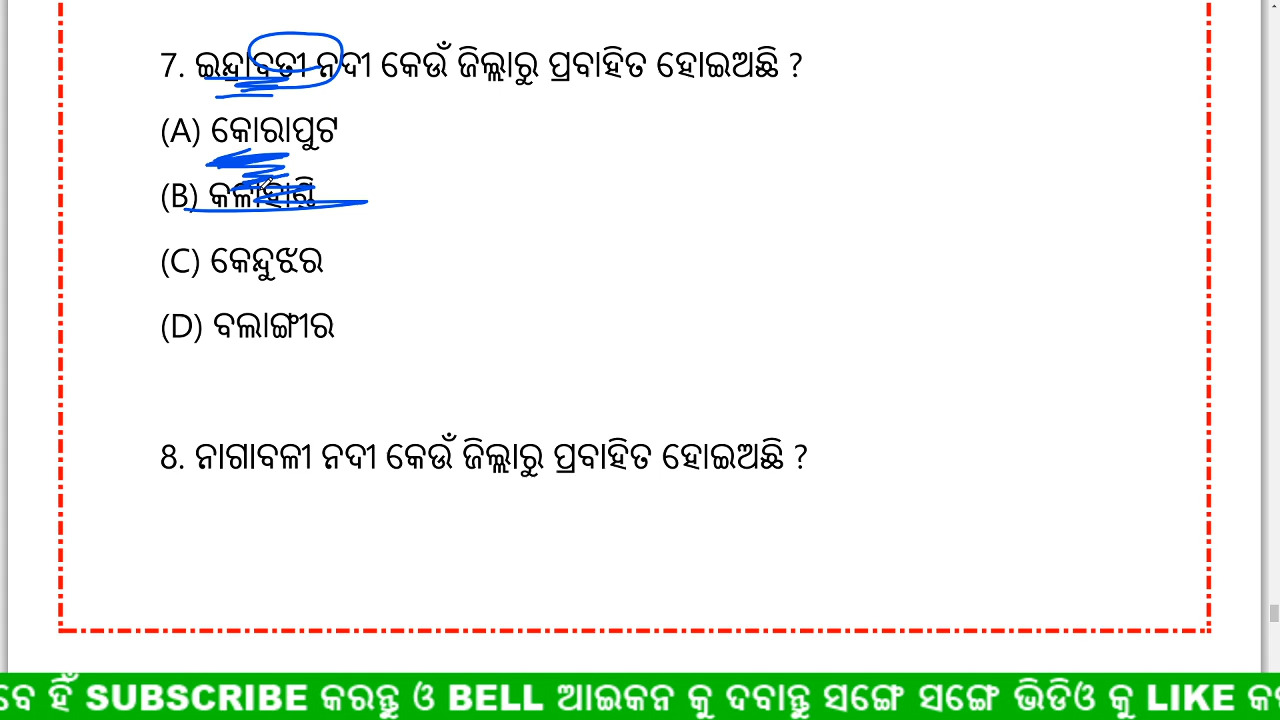 7. ଇନ୍ଦ୍ରାବତୀ ନଦୀ କେଉଁ ଜିଲ୍ଲାରୁ ପ୍ରବାହିତ ହୋଇଅଛି ?
(A) କୋରାପୁଟ
(B) କଳାହାଣ୍ଡି
(C) କେନ୍ଦୁଝର
(D) ବଲାଙ୍ଗୀର
8. ନାଗାବଳୀ ନଦୀ କେଉଁ ଜିଲ୍ଲାରୁ ପ୍ରବାହିତ ହୋଇଅଛି ?
ବେ ହିଁ SUBSCRIBE କରନ୍ତୁ ଓ BELL ଆଇକନ କୁ ଦବାନ୍ତୁ ସଙ୍ଗେ ସଙ୍ଗେ ଭିଡିଓ କୁ LIKE